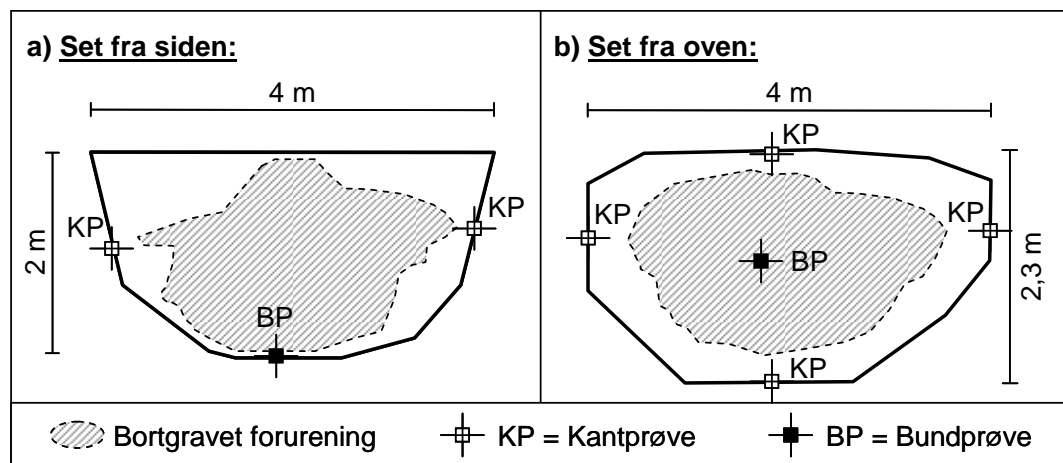 a) Set fra siden:
4 m
KP
KP
2 m
BP
b) Set fra oven:
4 m
KP
KP
KP
BP
2,3 m
KP
Bortgravet forurening
KP = Kantprøve
BP = Bundprøve